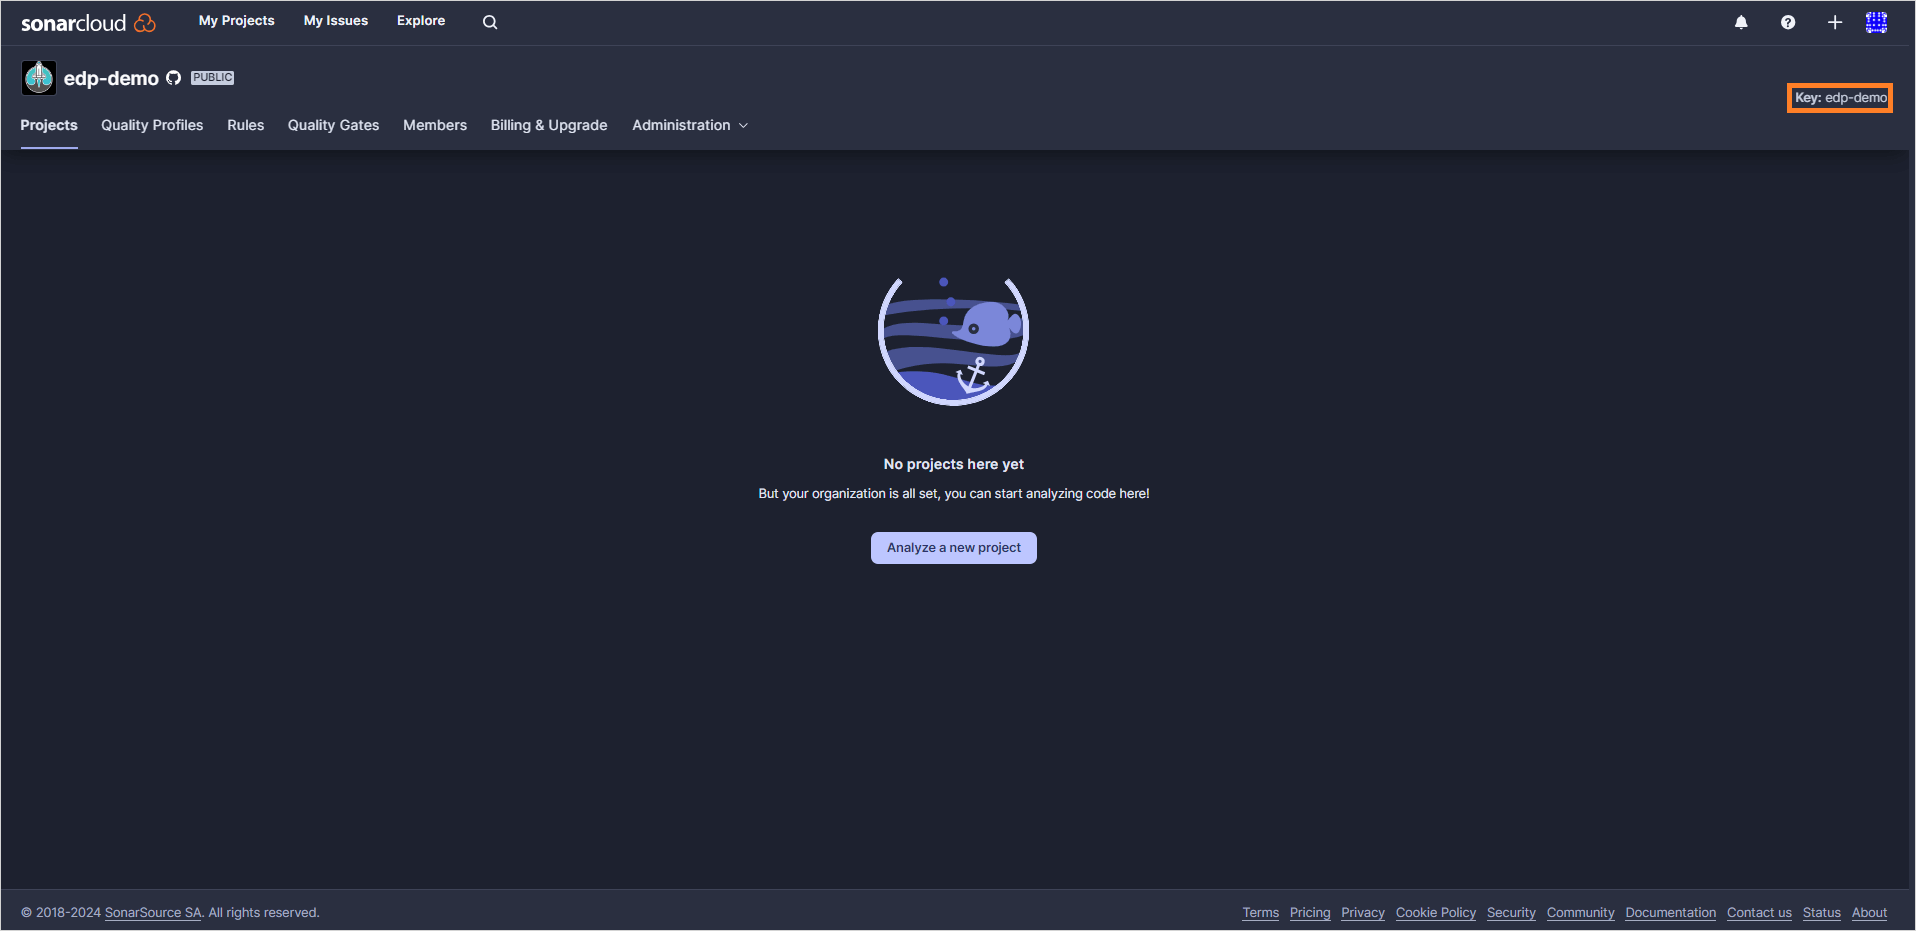 sonarcloud My Projects My Issues Explore
edp-demo PUBLIC
Key: edp-demo
Projects Quality Profiles Rules Quality Gates Members Billing & Upgrade Administration
No projects here yet
But your organization is all set, you can start analyzing code here!
Analyze a new project
© 2018-2024 SonarSource SA. All rights reserved. Terms Pricing Privacy Cookie Policy Security Community Documentation Contact us Status About